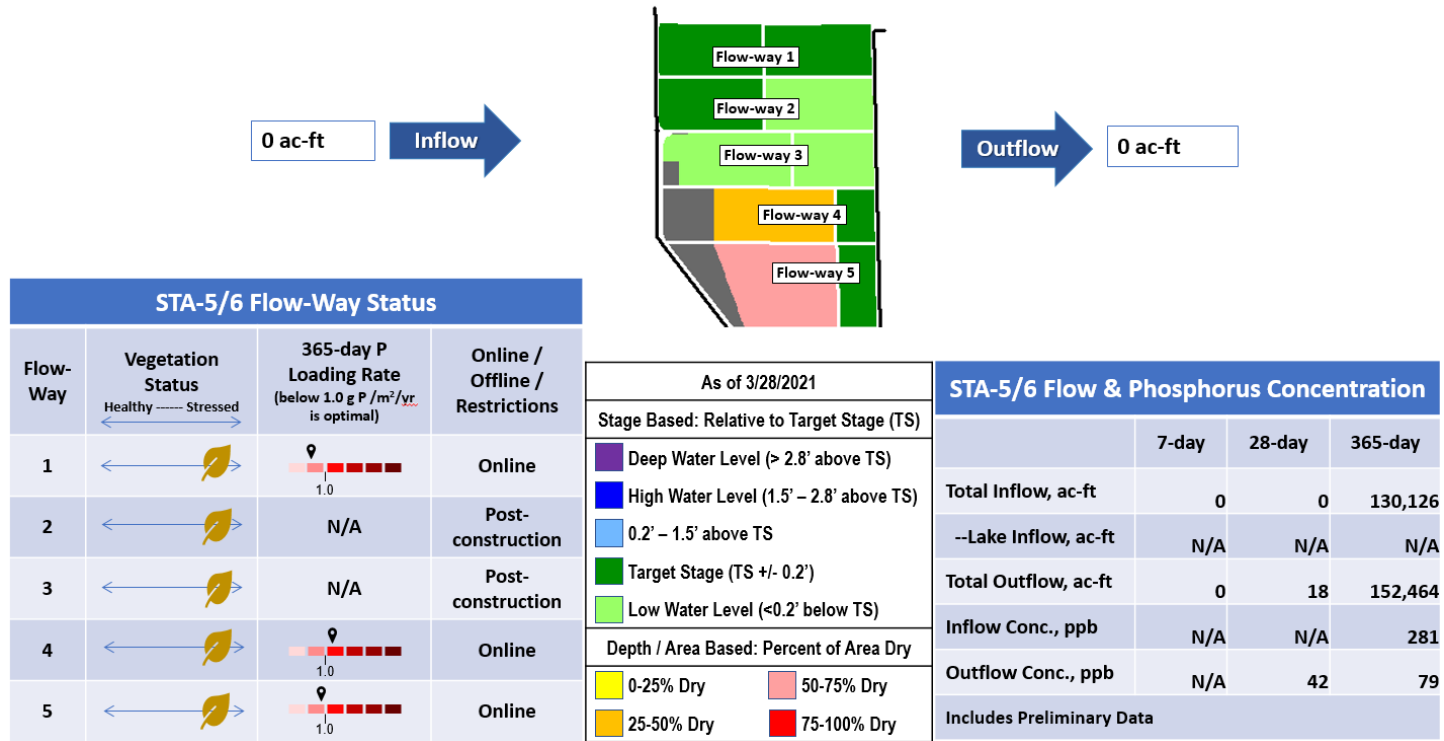 Flow-way 1
Flow-way 2
Flow-way 3
Flow-way 4
Flow-way 5
0 ac-ft
Inflow
Outflow
0 ac-ft
STA-5/6 Flow-Way Status
Flow-
Way
Vegetation
Status
Healthy ------ Stressed
365-day P
Loading Rate
(below 1.0 g P /m²/yr
is optimal)
Online /
Offline /
Restrictions
1
1.0
Online
2
N/A
Post-
construction
3
N/A
Post-
construction
4
1.0
Online
5
1.0
Online
As of 3/28/2021
Stage Based: Relative to Target Stage (TS)
Deep Water Level (> 2.8’ above TS)
High Water Level (1.5’ – 2.8’ above TS)
0.2’ – 1.5’ above TS
Target Stage (TS +/- 0.2’)
Low Water Level (<0.2’ below TS)
Depth / Area Based: Percent of Area Dry
0-25% Dry
50-75% Dry
25-50% Dry
75-100% Dry
STA-5/6 Flow & Phosphorus Concentration
7-day 28-day 365-day
Total Inflow, ac-ft 0 0 130,126
--Lake Inflow, ac-ft N/A N/A N/A
Total Outflow, ac-ft 0 18 152,464
Inflow Conc., ppb N/A N/A 281
Outflow Conc., ppb N/A 42 79
Includes Preliminary Data